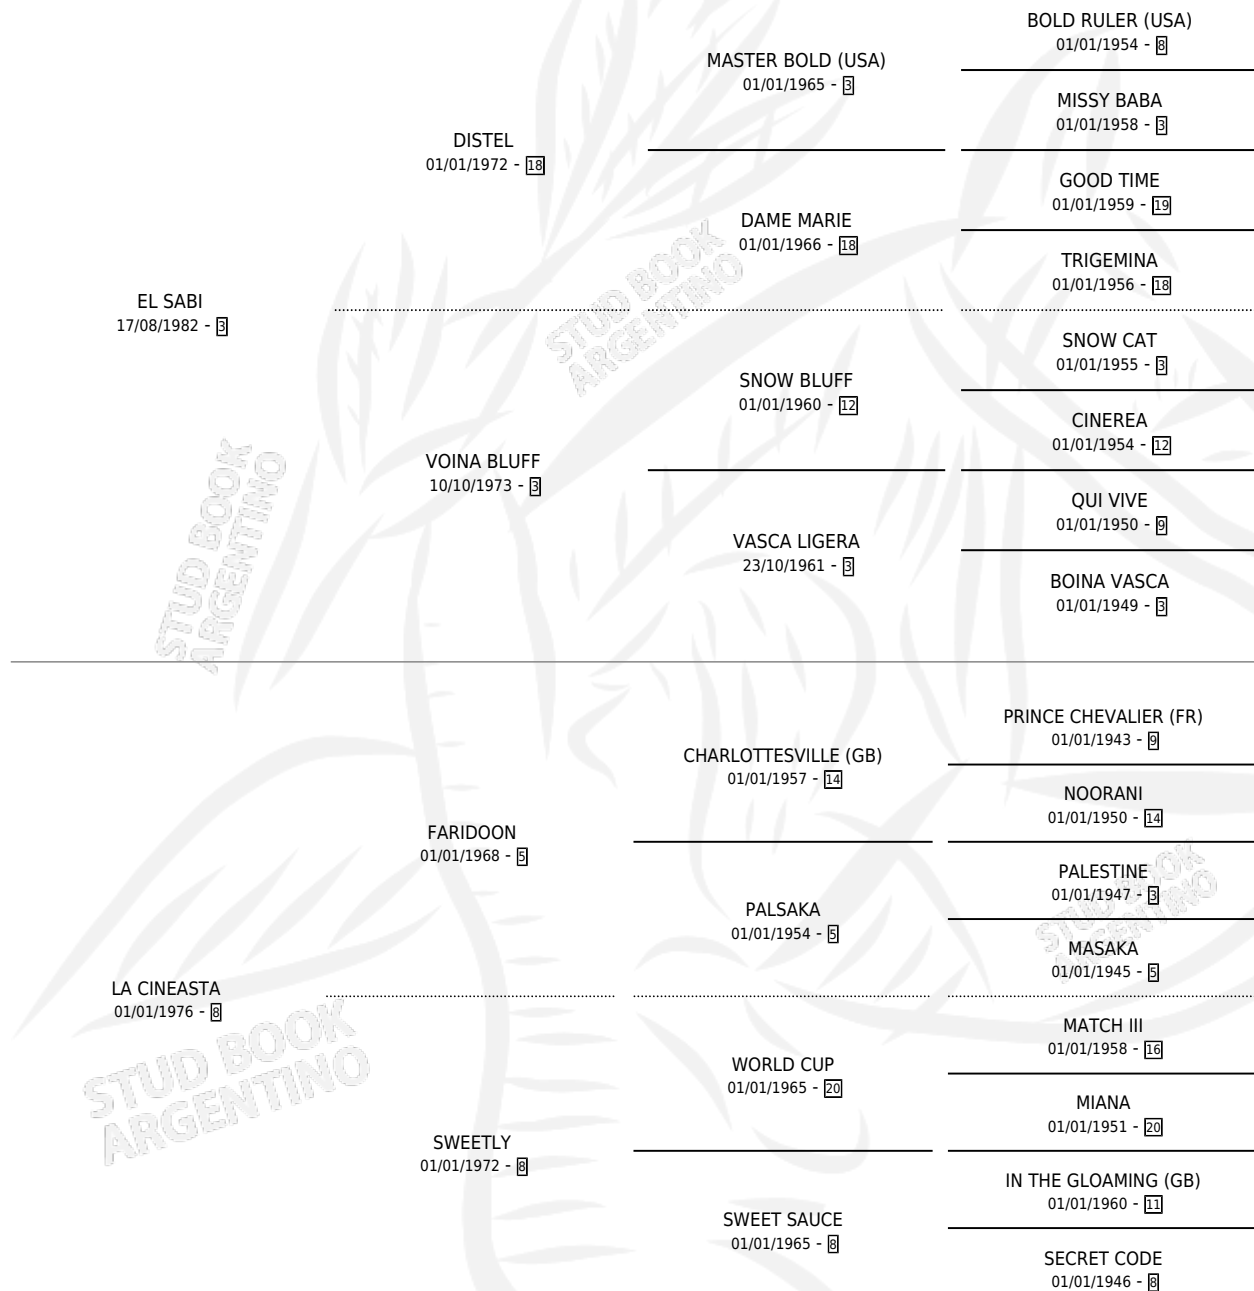 BOLD RULER (USA)
01/01/1954 - 8
MASTER BOLD (USA)
01/01/1965 - 3
MISSY BABA
01/01/1958 - 3
DISTEL
01/01/1972 - 18
GOOD TIME
01/01/1959 - 19
DAME MARIE
01/01/1966 - 18
TRIGEMINA
01/01/1956 - 18
EL SABI
17/08/1982 - 3
SNOW CAT
01/01/1955 - 3
SNOW BLUFF
01/01/1960 - 12
CINEREA
01/01/1954 - 12
VOINA BLUFF
10/10/1973 - 3
QUI VIVE
01/01/1950 - 9
VASCA LIGERA
23/10/1961 - 3
BOINA VASCA
01/01/1949 - 3
PRINCE CHEVALIER (FR)
01/01/1943 - 9
CHARLOTTESVILLE (GB)
01/01/1957 - 14
NOORANI
01/01/1950 - 14
FARIDOON
01/01/1968 - 5
PALESTINE
01/01/1947 - 3
PALSAKA
01/01/1954 - 5
MASAKA
01/01/1945 - 5
LA CINEASTA
01/01/1976 - 8
MATCH III
01/01/1958 - 16
WORLD CUP
01/01/1965 - 20
MIANA
01/01/1951 - 20
SWEETLY
01/01/1972 - 8
IN THE GLOAMING (GB)
01/01/1960 - 11
SWEET SAUCE
01/01/1965 - 8
SECRET CODE
01/01/1946 - 8
STUD BOOK
ARGENTINO
STUD BOOK
ARGENTINO
STUD BOOK
ARGENTINO
STUD BOOK
ARGENTINO